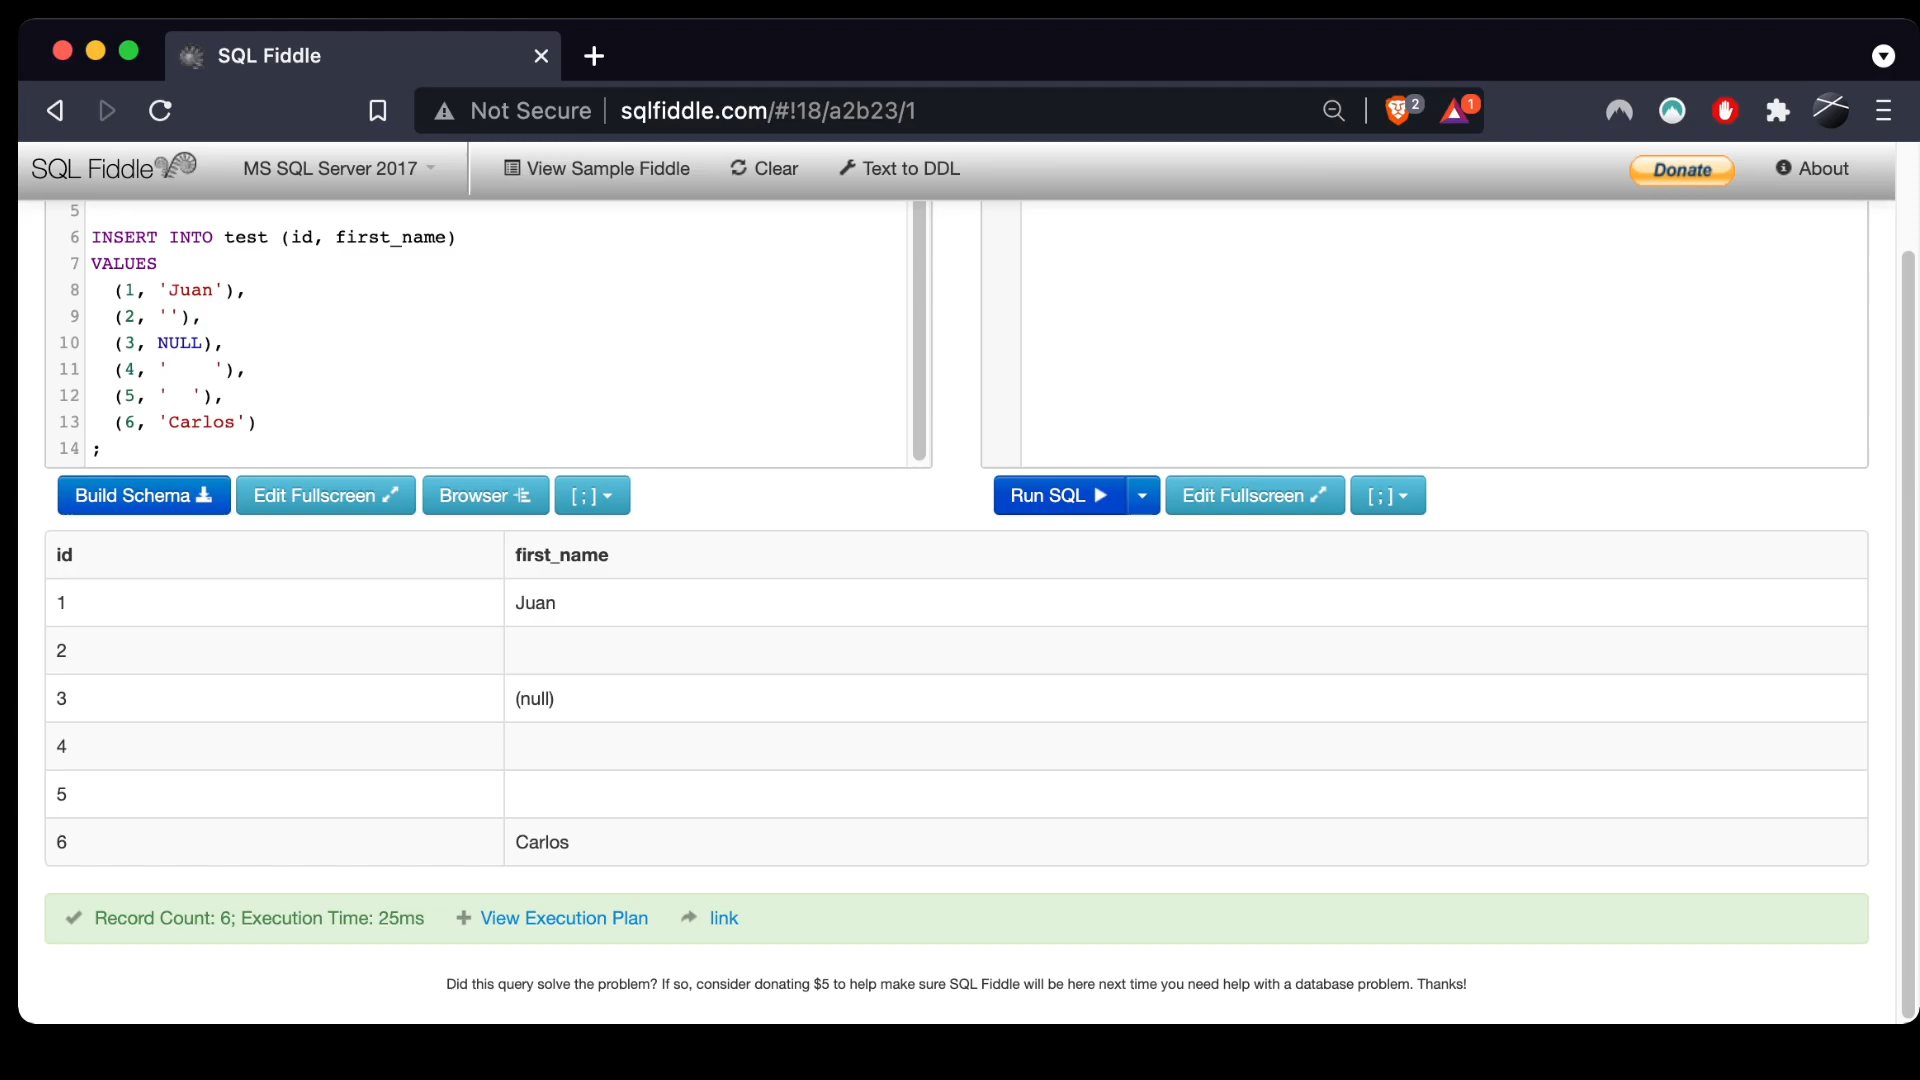 SQL Fiddle
2
1
Not Secure sqlfiddle.com/#!18/a2b23/1
SQL Fiddle MS SQL Server 2017 View Sample Fiddle Clear Text to DDL Donate About
5
6 INSERT INTO test (id, first_name)
7 VALUES
8 (1, 'Juan'),
9 (2, ''),
10 (3, NULL),
11 (4, '    '),
12 (5, '  '),
13 (6, 'Carlos')
14 ;
Build Schema Edit Fullscreen Browser [ ; ] Run SQL Edit Fullscreen [ ; ]
id first_name
1 Juan
2
3 (null)
4
5
6 Carlos
Record Count: 6; Execution Time: 25ms View Execution Plan link
Did this query solve the problem? If so, consider donating $5 to help make sure SQL Fiddle will be here next time you need help with a database problem. Thanks!